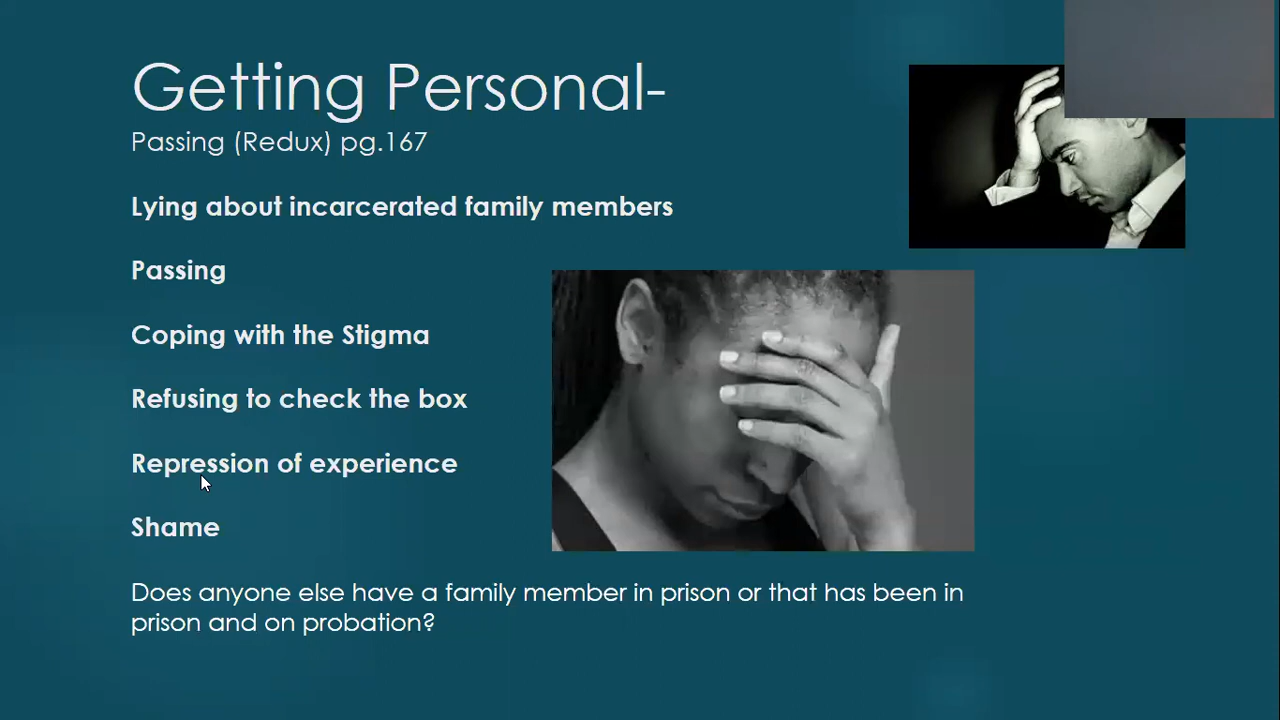 Getting Personal-
Passing (Redux) pg.167
Lying about incarcerated family members
Passing
Coping with the Stigma
Refusing to check the box
Repression of experience
Shame
Does anyone else have a family member in prison or that has been in
prison and on probation?